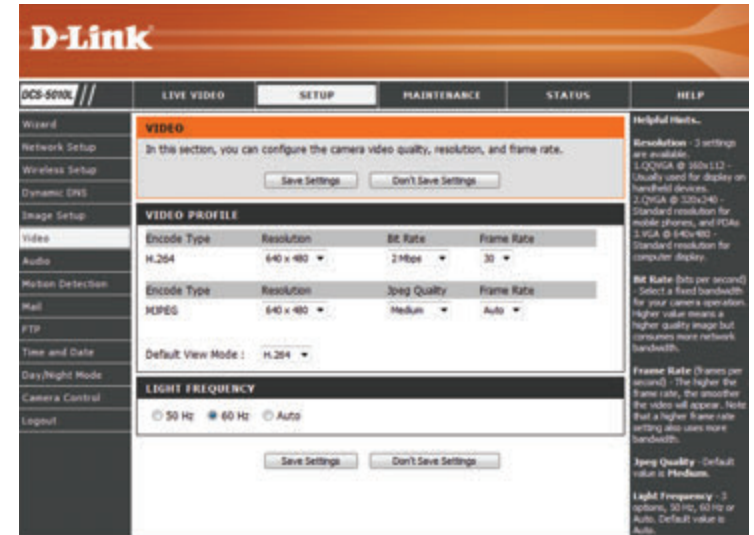 D-Link
DCS-5010L //
LIVE VIDEO
SETUP
MAINTENANCE
STATUS
HELP
Wizard
Network Setup
Wireless Setup
Dynamic DNS
Image Setup
Video
Audio
Motion Detection
Mail
FTP
Time and Date
Day/Night Mode
Camera Control
Logout
VIDEO
In this section, you can configure the camera video quality, resolution, and frame rate.
Save Settings Don't Save Settings
VIDEO PROFILE
Encode Type Resolution Bit Rate Frame Rate
H.264 640 x 480 2 Mbps 30
Encode Type Resolution Jpeg Quality Frame Rate
MJPEG 640 x 480 Medium Auto
Default View Mode : H.264
LIGHT FREQUENCY
50 Hz 60 Hz Auto
Save Settings Don't Save Settings
Helpful Hints..
Resolution - 3 settings
are available.
1.QQVGA @ 160x112 -
Usually used for display on
handheld devices.
2.QVGA @ 320x240 -
Standard resolution for
mobile phones, and PDAs
3.VGA @ 640x480 -
Standard resolution for
computer display.
Bit Rate (bits per second)
- Select a fixed bandwidth
for your camera operation.
Higher value means a
higher quality image but
consumes more network
bandwidth.
Frame Rate (frames per
second) - The higher the
frame rate, the smoother
the video will appear. Note
that a higher frame rate
setting also uses more
bandwidth.
Jpeg Quality - Default
value is Medium.
Light Frequency - 3
options, 50 Hz, 60 Hz or
Auto. Default value is
Auto.